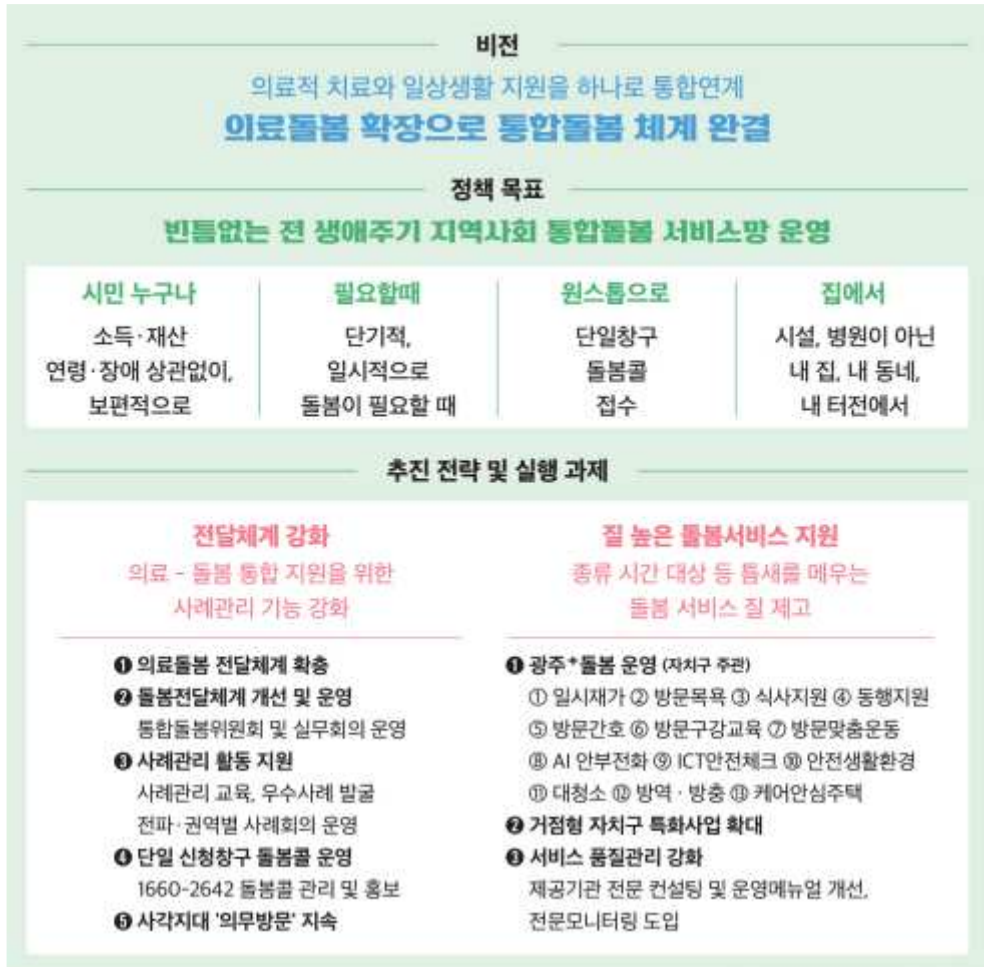 비전
의료적 치료와 일상생활 지원을 하나로 통합연계
의료돌봄 확장으로 통합돌봄 체계 완결
정책 목표
빈틈없는 전 생애주기 지역사회 통합돌봄 서비스망 운영
시민 누구나
소득·재산
연령·장애 상관없이,
보편적으로
필요할때
단기적,
일시적으로
돌봄이 필요할 때
원스톱으로
단일창구
돌봄콜
접수
집에서
시설, 병원이 아닌
내 집, 내 동네,
내 터전에서
추진 전략 및 실행 과제
전달체계 강화
의료 – 돌봄 통합 지원을 위한
사례관리 기능 강화
❶ 의료돌봄 전달체계 확충
❷ 돌봄전달체계 개선 및 운영
통합돌봄위원회 및 실무회의 운영
❸ 사례관리 활동 지원
사례관리 교육, 우수사례 발굴
전파·권역별 사례회의 운영
❹ 단일 신청창구 돌봄콜 운영
1660-2642 돌봄콜 관리 및 홍보
❺ 사각지대 '의무방문' 지속
질 높은 돌봄서비스 지원
종류 시간 대상 등 틈새를 메우는
돌봄 서비스 질 제고
❶ 광주⁺돌봄 운영 (자치구 주관)
① 일시재가 ② 방문목욕 ③ 식사지원 ④ 동행지원
⑤ 방문간호 ⑥ 방문구강교육 ⑦ 방문맞춤운동
⑧ AI 안부전화 ⑨ ICT안전체크 ⑩ 안전생활환경
⑪ 대청소 ⑫ 방역·방충 ⑬ 케어안심주택
❷ 거점형 자치구 특화사업 확대
❸ 서비스 품질관리 강화
제공기관 전문 컨설팅 및 운영메뉴얼 개선,
전문모니터링 도입